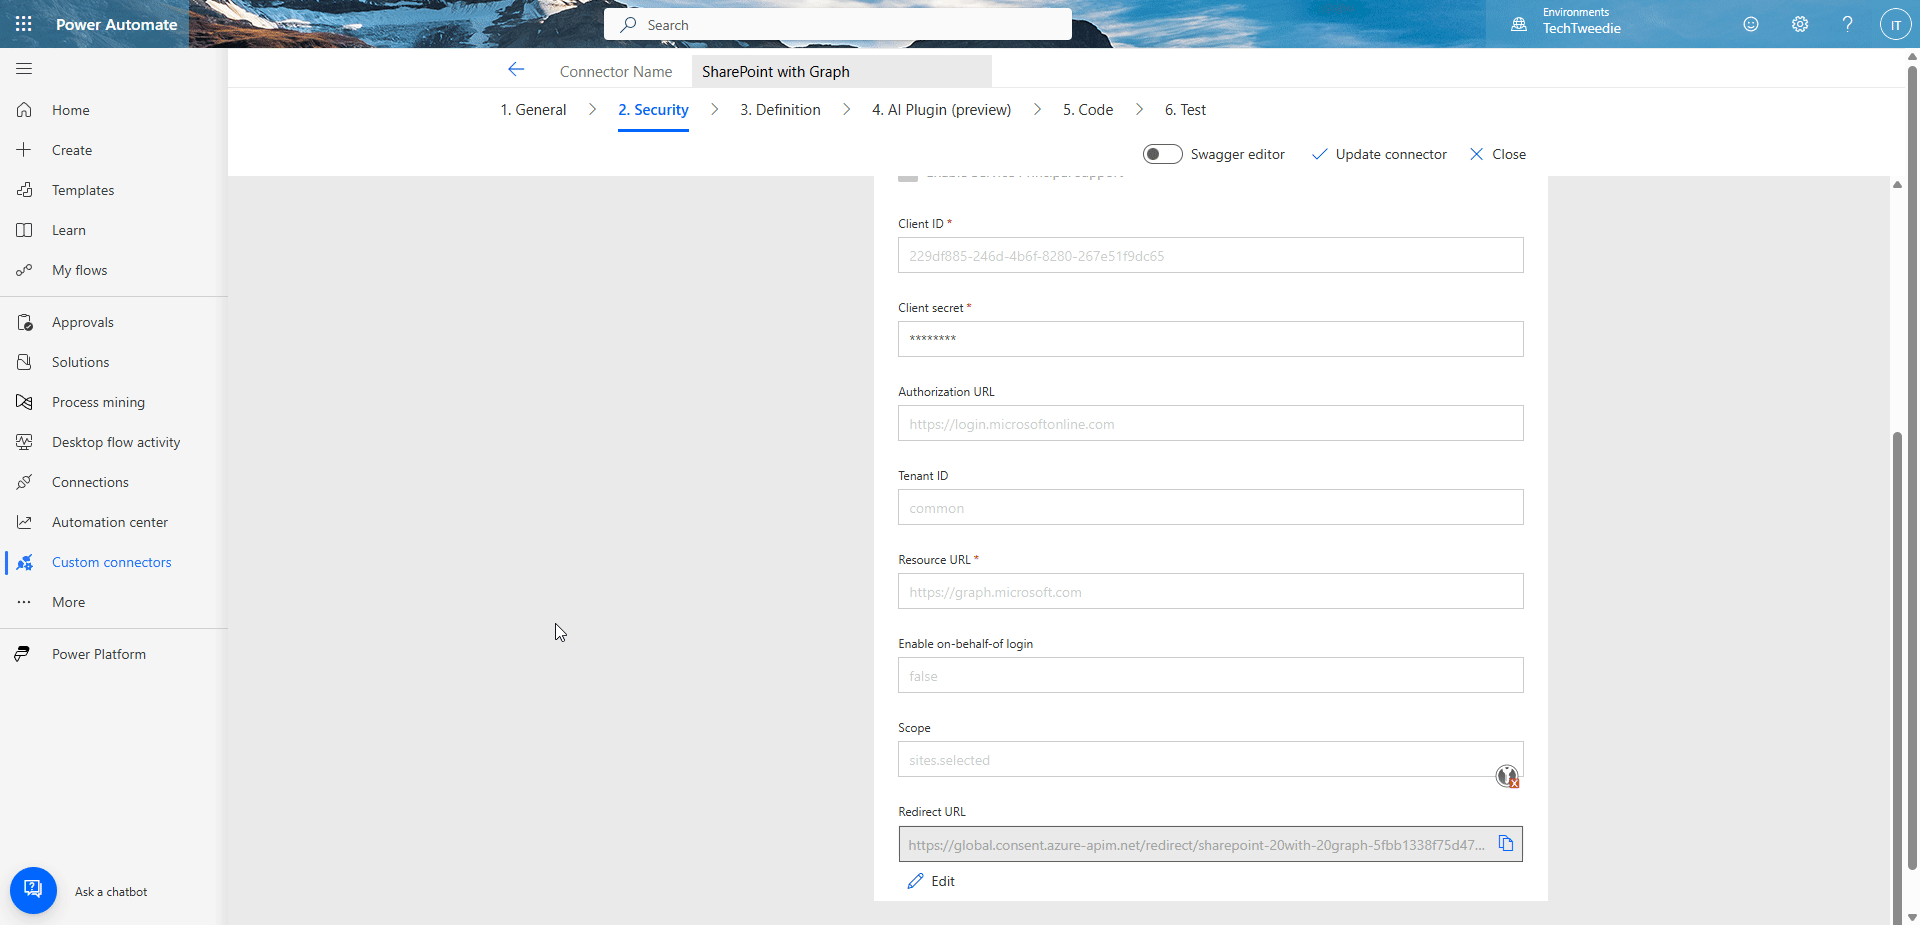 Power Automate
Search
Environments
TechTweedie
IT
Connector Name
SharePoint with Graph
1. General
2. Security
3. Definition
4. AI Plugin (preview)
5. Code
6. Test
Swagger editor
Update connector
Close
Home
Create
Templates
Learn
My flows
Approvals
Solutions
Process mining
Desktop flow activity
Connections
Automation center
Custom connectors
More
Power Platform
Ask a chatbot
Enable Service Principal support
Client ID *
229df885-246d-4b6f-8280-267e51f9dc65
Client secret *
********
Authorization URL
https://login.microsoftonline.com
Tenant ID
common
Resource URL *
https://graph.microsoft.com
Enable on-behalf-of login
false
Scope
sites.selected
Redirect URL
https://global.consent.azure-apim.net/redirect/sharepoint-20with-20graph-5fbb1338f75d47...
Edit